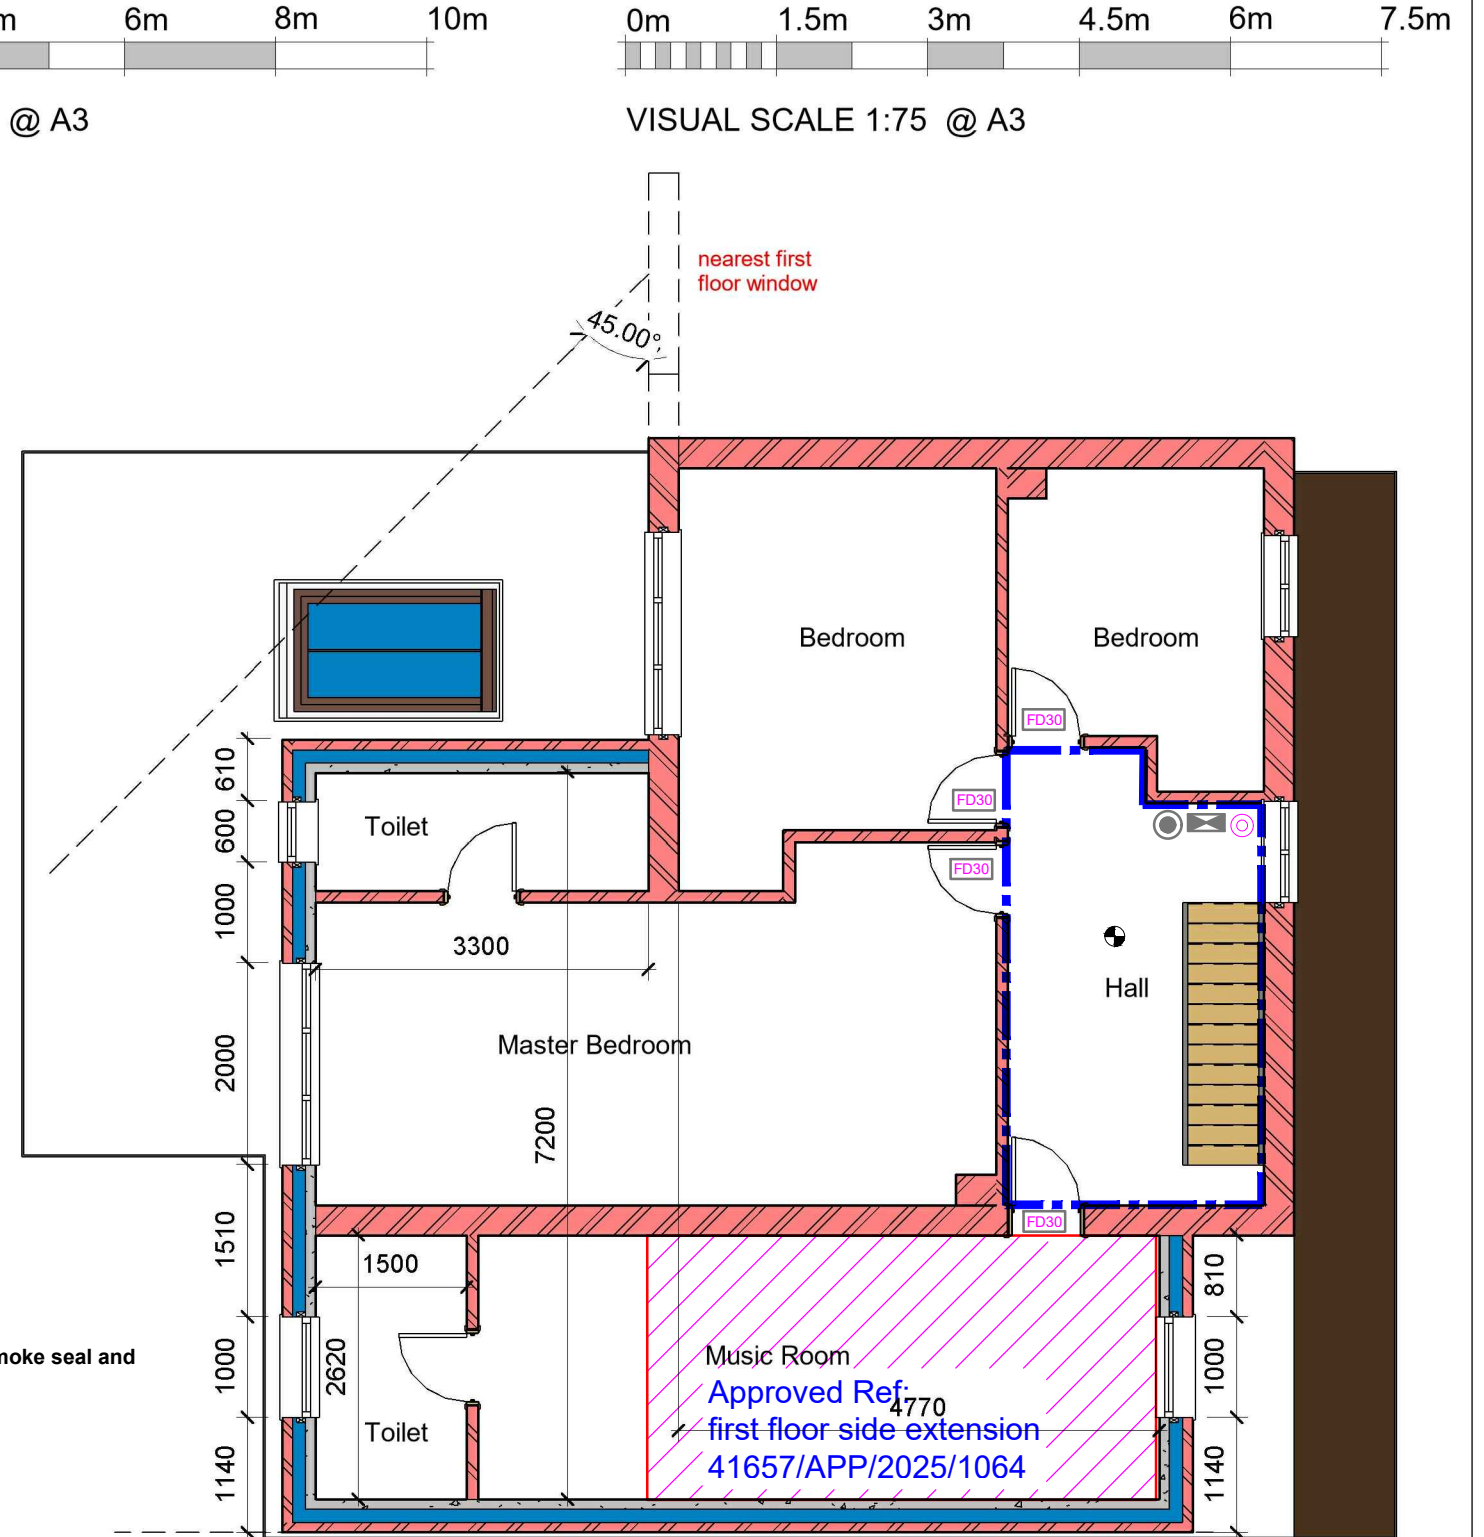 m 6m 8m 10m 0m 1.5m 3m 4.5m 6m 7.5m
@ A3
VISUAL SCALE 1:75 @ A3
nearest first
floor window
45.00°
Bedroom
Bedroom
FD30
610
FD30
Toilet
600
FD30
1000
3300
Hall
Master Bedroom
2000
7200
FD30
1510
1500
810
moke seal and
1000
2620
Music Room
1000
Approved Ref:
4770
first floor side extension
Toilet
41657/APP/2025/1064
1140
1140